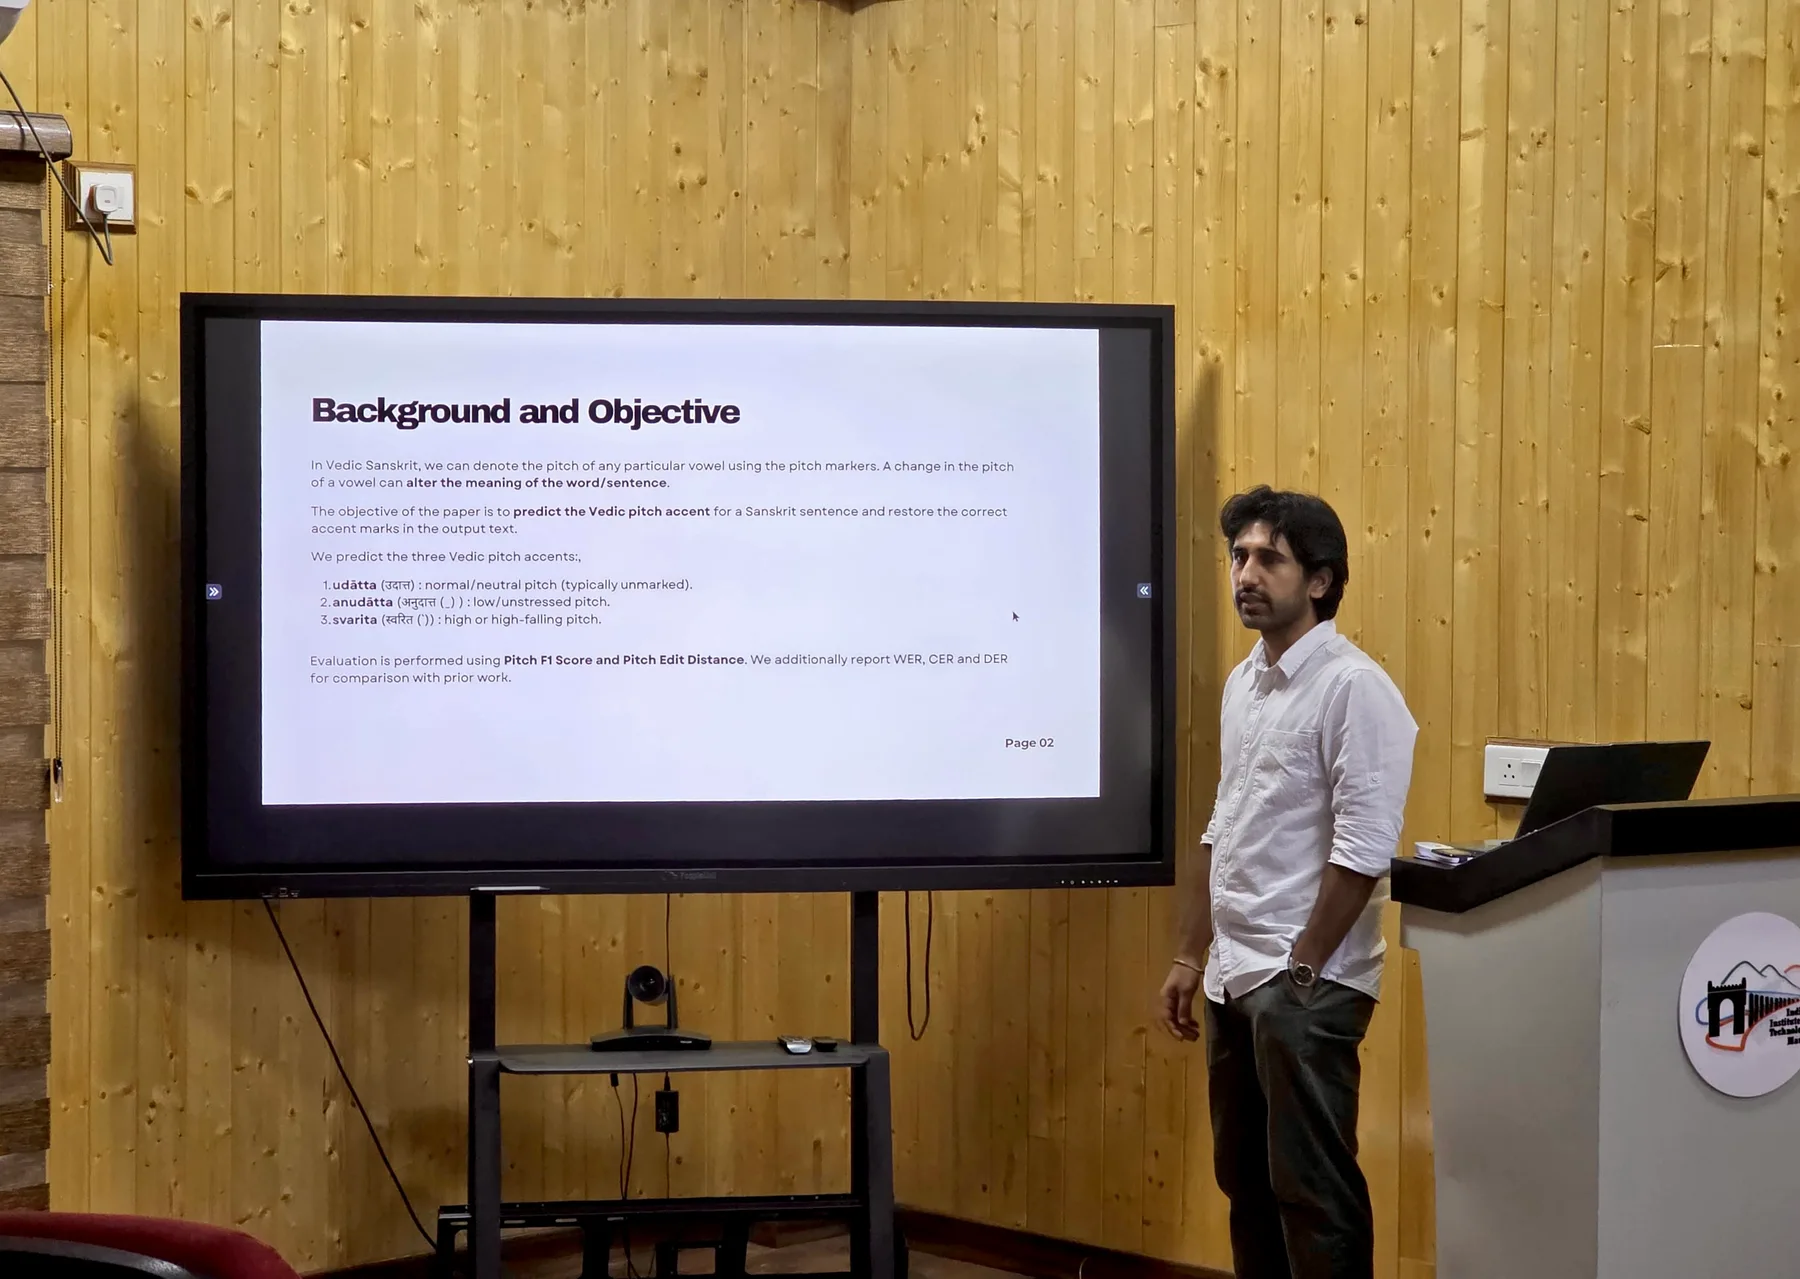 Background and Objective
In Vedic Sanskrit, we can denote the pitch of any particular vowel using the pitch markers. A change in the pitch
of a vowel can alter the meaning of the word/sentence.
The objective of the paper is to predict the Vedic pitch accent for a Sanskrit sentence and restore the correct
accent marks in the output text.
We predict the three Vedic pitch accents:,
1. udātta (उदात्त) : normal/neutral pitch (typically unmarked).
2. anudātta (अनुदात्त (_) ) : low/unstressed pitch.
3. svarita (स्वरित (')) : high or high-falling pitch.
Evaluation is performed using Pitch F1 Score and Pitch Edit Distance. We additionally report WER, CER and DER
for comparison with prior work.
Page 02
Institute